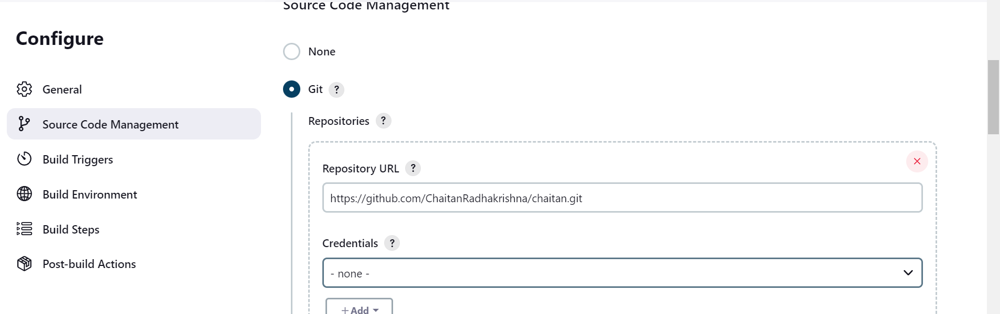 Source Code Management
Configure
None
General
Git ?
Source Code Management
Repositories ?
Build Triggers
Repository URL ?
Build Environment
https://github.com/ChaitanRadhakrishna/chaitan.git
Build Steps
Credentials ?
Post-build Actions
- none -
+ Add